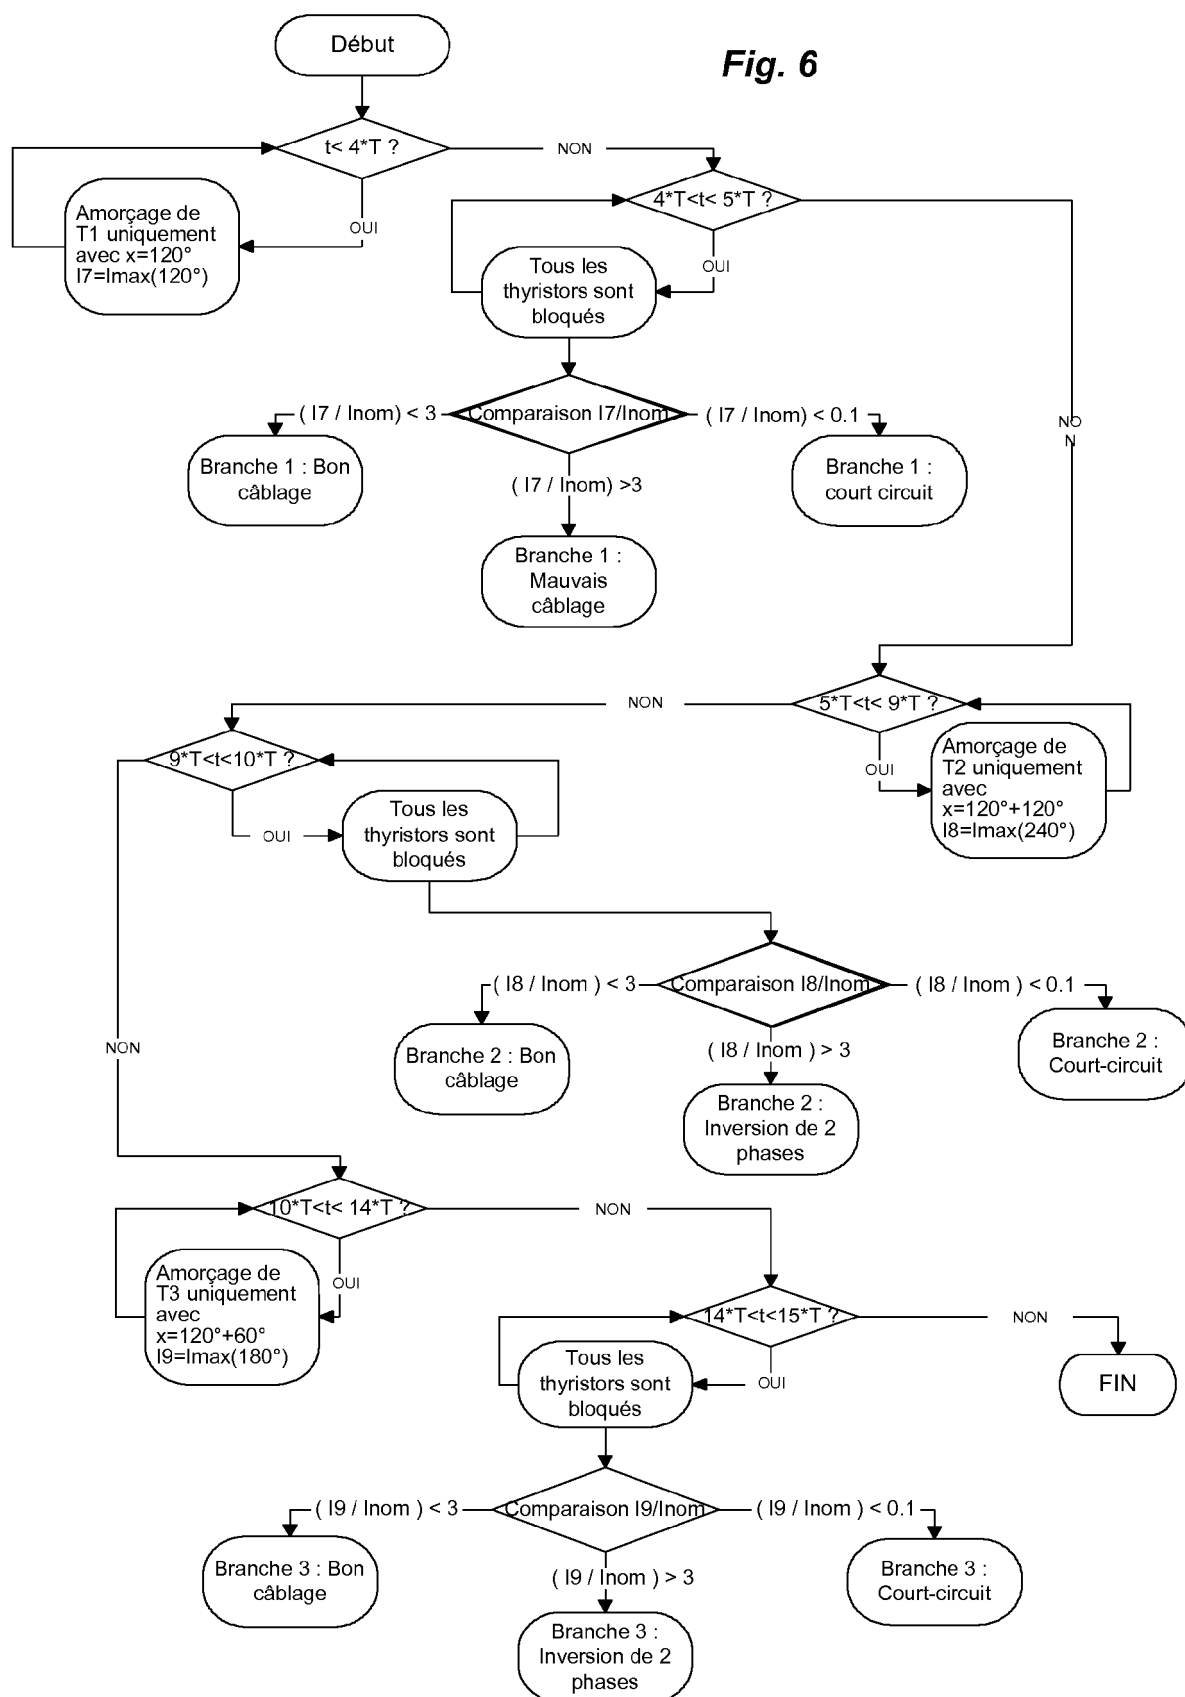 Début
Fig. 6
t< 4*T ?
NON
4*T<t< 5*T ?
OUI
Amorçage de
T1 uniquement
avec x=120°
I7=Imax(120°)
OUI
Tous les
thyristors sont
bloqués
NO
N
( I7 / Inom) < 3
Comparaison I7/Inom
( I7 / Inom) < 0.1
Branche 1 : Bon
câblage
( I7 / Inom) >3
Branche 1 :
court circuit
Branche 1 :
Mauvais
câblage
5*T<t< 9*T ?
NON
9*T<t<10*T ?
OUI
Amorçage de
T2 uniquement
avec
x=120°+120°
I8=Imax(240°)
OUI
Tous les
thyristors sont
bloqués
( I8 / Inom ) < 3
Comparaison I8/Inom
( I8 / Inom ) < 0.1
NON
Branche 2 : Bon
câblage
( I8 / Inom ) > 3
Branche 2 :
Court-circuit
Branche 2 :
Inversion de 2
phases
10*T<t< 14*T ?
NON
OUI
Amorçage de
T3 uniquement
avec
x=120°+60°
I9=Imax(180°)
14*T<t<15*T ?
NON
Tous les
thyristors sont
bloqués
OUI
FIN
( I9 / Inom ) < 3
Comparaison I9/Inom
( I9 / Inom ) < 0.1
Branche 3 : Bon
câblage
( I9 / Inom ) > 3
Branche 3 :
Court-circuit
Branche 3 :
Inversion de 2
phases